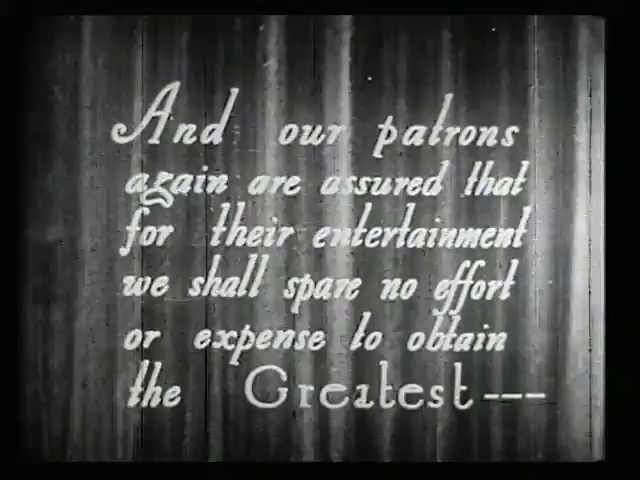 And our patrons
again are assured that
for their entertainment
we shall spare no effort
or expense to obtain
the Greatest ---